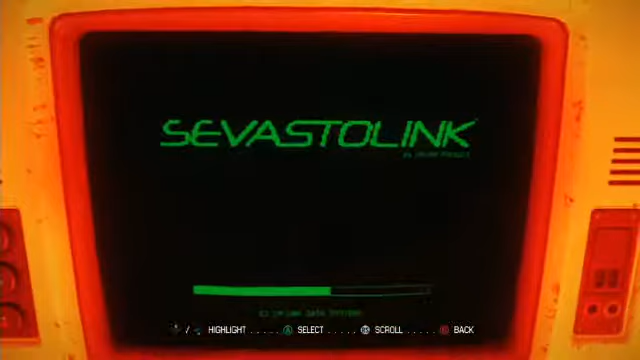 SEVASTOLINK
/ HIGHLIGHT ..... A SELECT ..... SCROLL ..... BACK